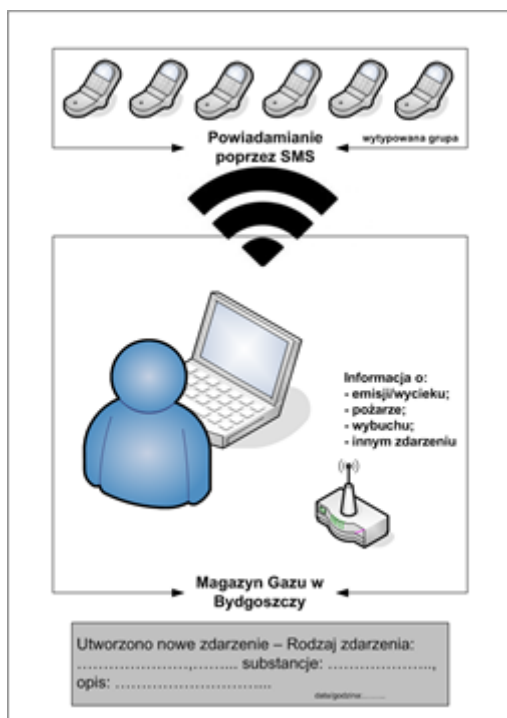 Powiadamianie
poprzez SMS
wytypowana grupa
Informacja o:
- emisji/wycieku;
- pożarze;
- wybuchu;
- innym zdarzeniu
Magazyn Gazu w
Bydgoszczy
Utworzono nowe zdarzenie – Rodzaj zdarzenia:
…………………,…….. substancje: ……………….,
opis: ………………………...
data/godzina:.........